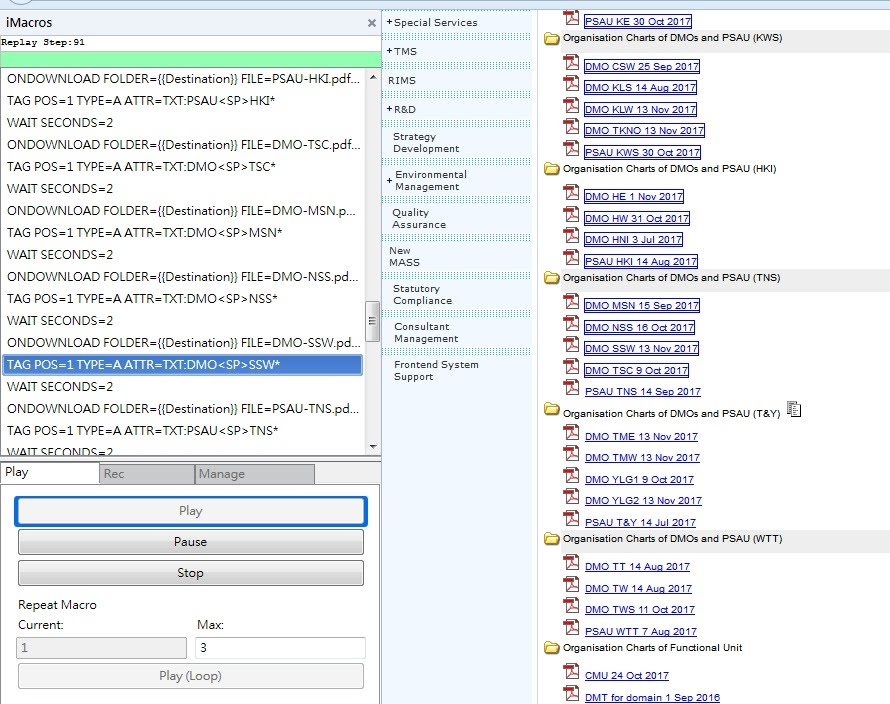 iMacros
Replay Step:91
ONDOWNLOAD FOLDER={{Destination}} FILE=PSAU-HKI.pdf...
TAG POS=1 TYPE=A ATTR=TXT:PSAU<SP>HKI*
WAIT SECONDS=2
ONDOWNLOAD FOLDER={{Destination}} FILE=DMO-TSC.pdf...
TAG POS=1 TYPE=A ATTR=TXT:DMO<SP>TSC*
WAIT SECONDS=2
ONDOWNLOAD FOLDER={{Destination}} FILE=DMO-MSN.p...
TAG POS=1 TYPE=A ATTR=TXT:DMO<SP>MSN*
WAIT SECONDS=2
ONDOWNLOAD FOLDER={{Destination}} FILE=DMO-NSS.pd...
TAG POS=1 TYPE=A ATTR=TXT:DMO<SP>NSS*
WAIT SECONDS=2
ONDOWNLOAD FOLDER={{Destination}} FILE=DMO-SSW.pd...
TAG POS=1 TYPE=A ATTR=TXT:DMO<SP>SSW*
WAIT SECONDS=2
ONDOWNLOAD FOLDER={{Destination}} FILE=PSAU-TNS.pd...
TAG POS=1 TYPE=A ATTR=TXT:PSAU<SP>TNS*
WAIT SECONDS=2
Play
Rec
Manage
Play
Pause
Stop
Repeat Macro
Current:
Max:
1
3
Play (Loop)
+Special Services
+TMS
RIMS
+R&D
Strategy
Development
+Environmental
Management
Quality
Assurance
New
MASS
Statutory
Compliance
Consultant
Management
Frontend System
Support
PSAU KE 30 Oct 2017
Organisation Charts of DMOs and PSAU (KWS)
DMO CSW 25 Sep 2017
DMO KLS 14 Aug 2017
DMO KLW 13 Nov 2017
DMO TKNO 13 Nov 2017
PSAU KWS 30 Oct 2017
Organisation Charts of DMOs and PSAU (HKI)
DMO HE 1 Nov 2017
DMO HW 31 Oct 2017
DMO HNI 3 Jul 2017
PSAU HKI 14 Aug 2017
Organisation Charts of DMOs and PSAU (TNS)
DMO MSN 15 Sep 2017
DMO NSS 16 Oct 2017
DMO SSW 13 Nov 2017
DMO TSC 9 Oct 2017
PSAU TNS 14 Sep 2017
Organisation Charts of DMOs and PSAU (T&Y)
DMO TME 13 Nov 2017
DMO TMW 13 Nov 2017
DMO YLG1 9 Oct 2017
DMO YLG2 13 Nov 2017
PSAU T&Y 14 Jul 2017
Organisation Charts of DMOs and PSAU (WTT)
DMO TT 14 Aug 2017
DMO TW 14 Aug 2017
DMO TWS 11 Oct 2017
PSAU WTT 7 Aug 2017
Organisation Charts of Functional Unit
CMU 24 Oct 2017
DMT for domain 1 Sep 2016